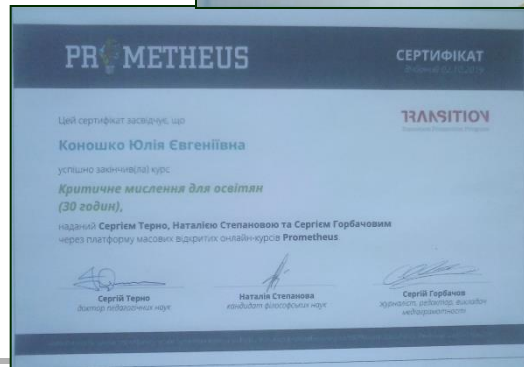 PROMETHEUS
СЕРТИФІКАТ
Цей сертифікат засвідчує, що
TRANSITION
Коношко Юлія Євгеніївна
успішно закінчив(ла) курс
Критичне мислення для освітян
(30 годин),
наданий Сергієм Терно, Наталією Степановою та Сергієм Горбачовим
через платформу масових відкритих онлайн-курсів Prometheus
Сергій Терно
доктор педагогічних наук
Наталія Степанова
кандидат філософських наук
Сергій Горбачов
журналіст, редактор, викладач
медіаграмотності